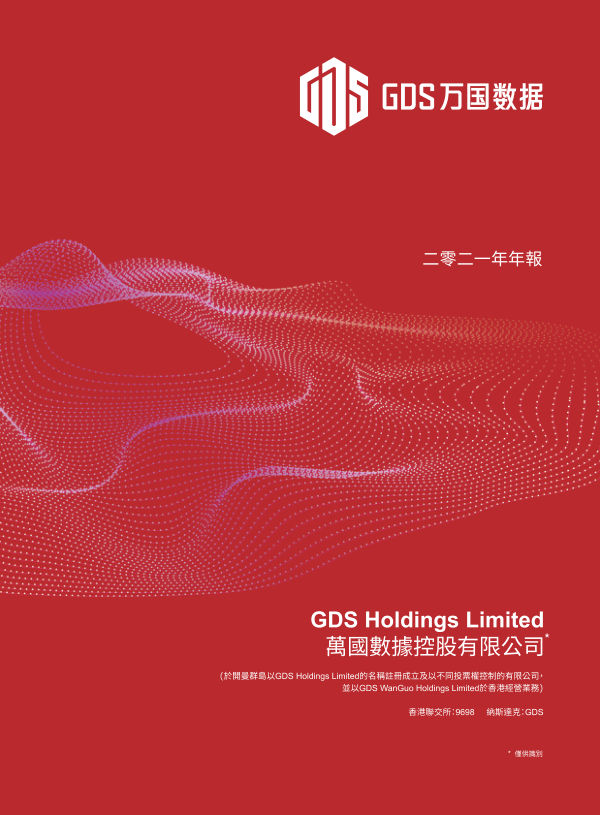 GDS
GDS 万国数据
二零二一年年報
GDS Holdings Limited
萬國數據控股有限公司*
(於開曼群島以GDS Holdings Limited的名稱註冊成立及以不同投票權控制的有限公司，
並以GDS WanGuo Holdings Limited於香港經營業務)
香港聯交所：9698 納斯達克：GDS
* 僅供識別